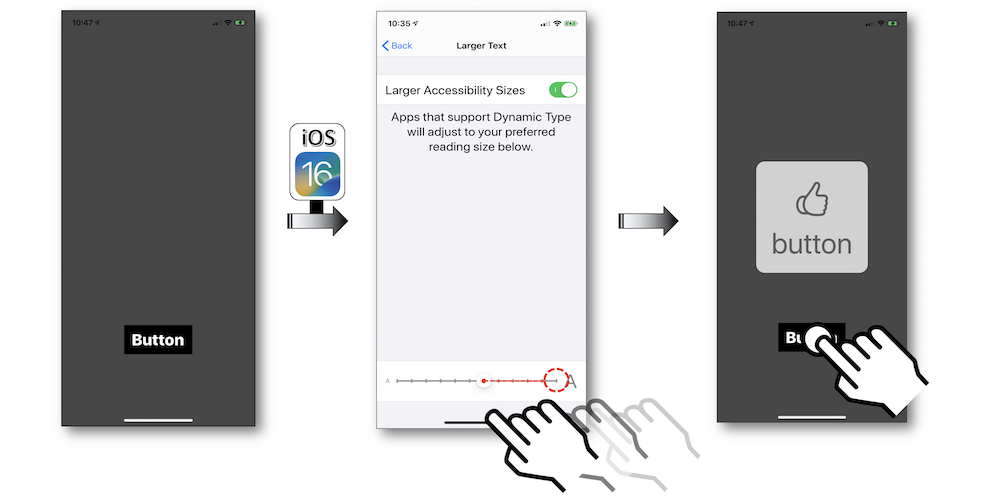 10:47
Button
iOS
16
10:35
Back
Larger Text
Larger Accessibility Sizes
Apps that support Dynamic Type
will adjust to your preferred
reading size below.
A
A
10:47
button
Bu